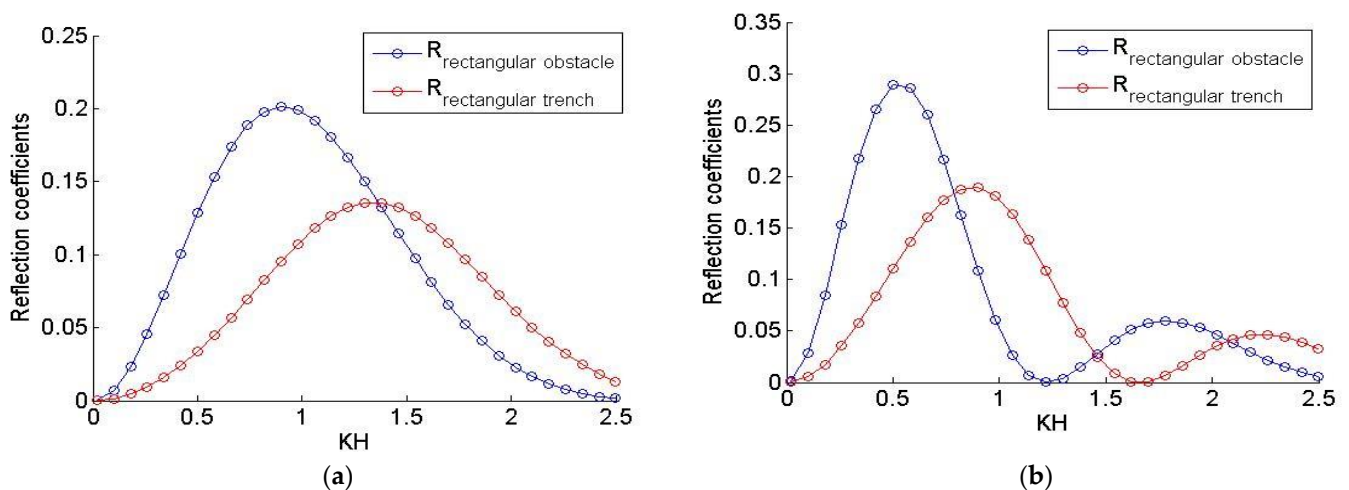 0.25
0.2
0.15
0.1
0.05
0
Reflection coefficients
0 0.5 1 1.5 2 2.5
KH
R rectangular obstacle
R rectangular trench
(a)
0.35
0.3
0.25
0.2
0.15
0.1
0.05
0
Reflection coefficients
0 0.5 1 1.5 2 2.5
KH
R rectangular obstacle
R rectangular trench
(b)